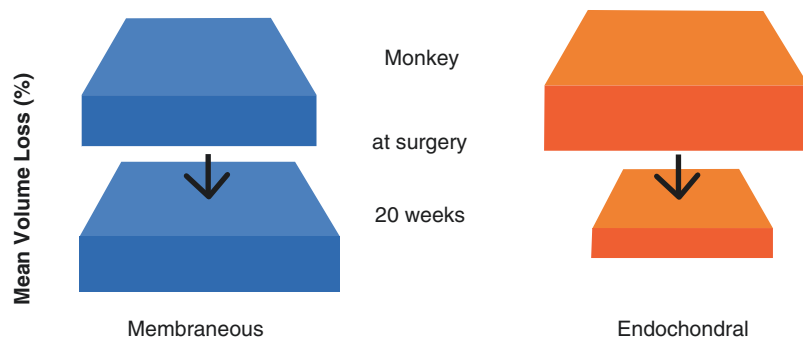 Mean Volume Loss (%)
Monkey
at surgery
20 weeks
Membraneous
Endochondral